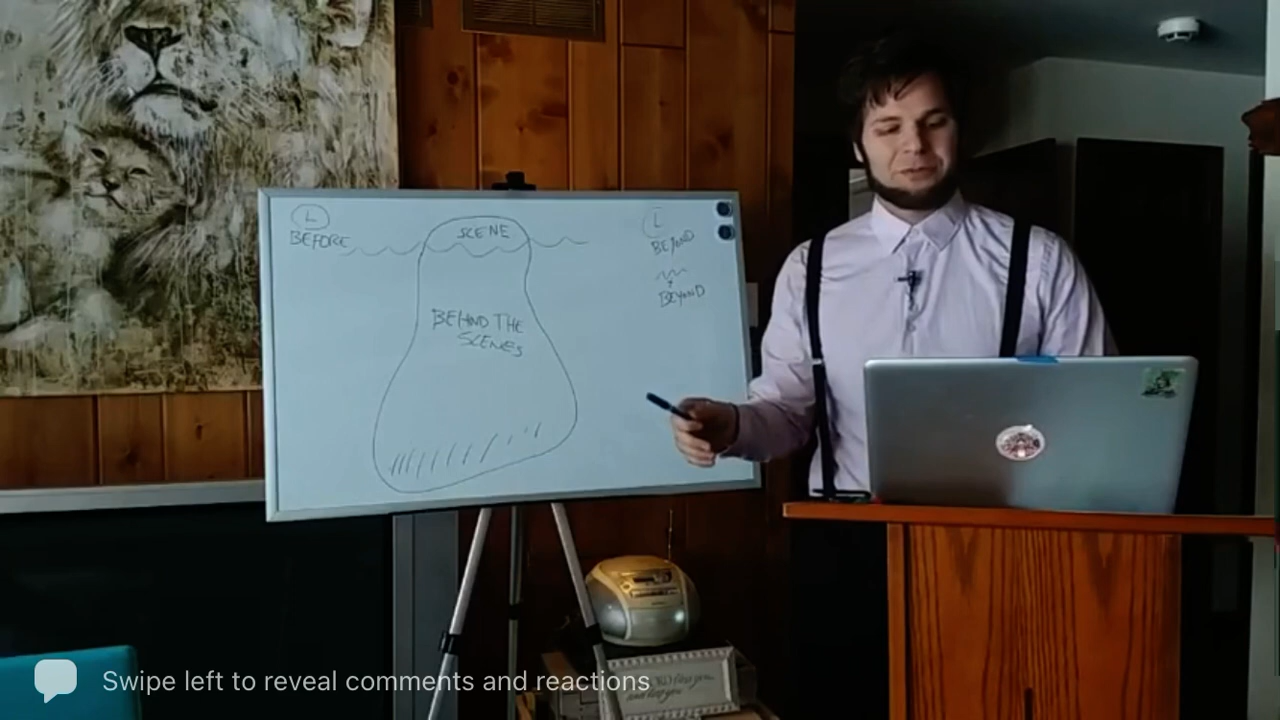 L
BEFORE
SCENE
BEHIND THE
SCENES
L
BEYOND
?
BEYOND
Swipe left to reveal comments and reactions